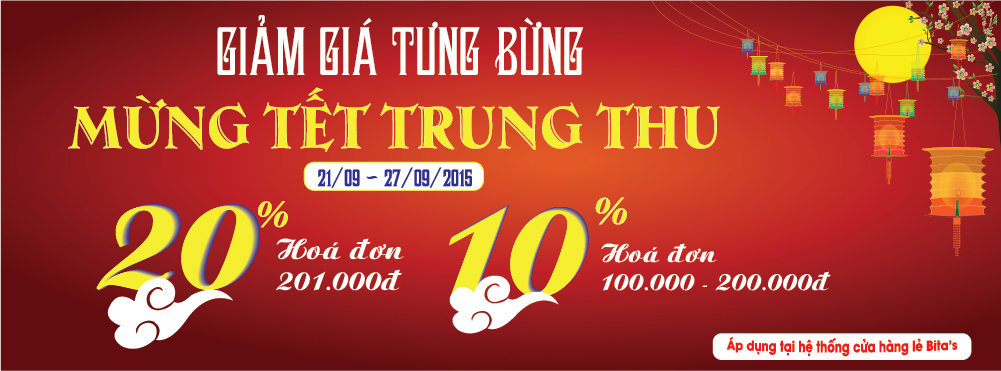 GIẢM GIÁ TƯNG BỪNG
MỪNG TẾT TRUNG THU
21/09 – 27/09/2015
20%
Hoá đơn
201.000đ
10%
Hoá đơn
100.000 - 200.000đ
Áp dụng tại hệ thống cửa hàng lẻ Bita's